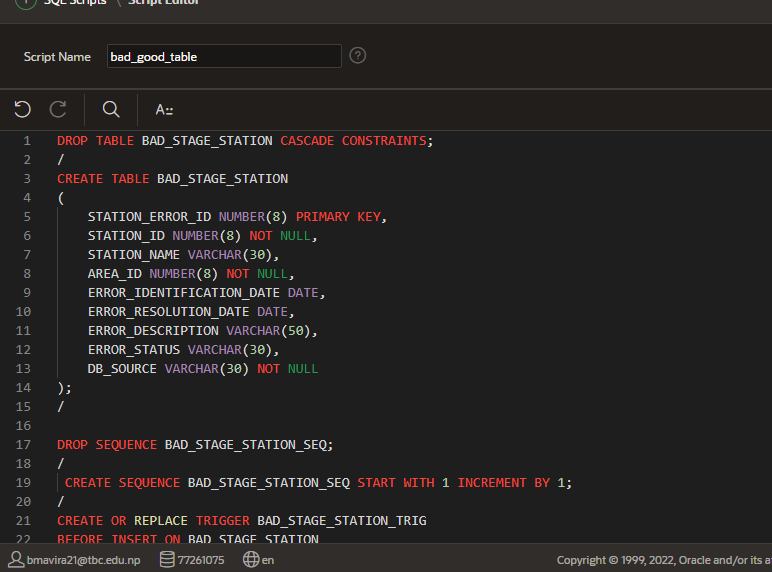 SQL Scripts \ Script Editor
Script Name bad_good_table ?
A::
1 DROP TABLE BAD_STAGE_STATION CASCADE CONSTRAINTS;
2 /
3 CREATE TABLE BAD_STAGE_STATION
4 (
5 STATION_ERROR_ID NUMBER(8) PRIMARY KEY,
6 STATION_ID NUMBER(8) NOT NULL,
7 STATION_NAME VARCHAR(30),
8 AREA_ID NUMBER(8) NOT NULL,
9 ERROR_IDENTIFICATION_DATE DATE,
10 ERROR_RESOLUTION_DATE DATE,
11 ERROR_DESCRIPTION VARCHAR(50),
12 ERROR_STATUS VARCHAR(30),
13 DB_SOURCE VARCHAR(30) NOT NULL
14 );
15 /
16
17 DROP SEQUENCE BAD_STAGE_STATION_SEQ;
18 /
19 CREATE SEQUENCE BAD_STAGE_STATION_SEQ START WITH 1 INCREMENT BY 1;
20 /
21 CREATE OR REPLACE TRIGGER BAD_STAGE_STATION_TRIG
22 BEFORE INSERT ON BAD_STAGE_STATION
bmavira21@tbc.edu.np 77261075 en Copyright © 1999, 2022, Oracle and/or its a